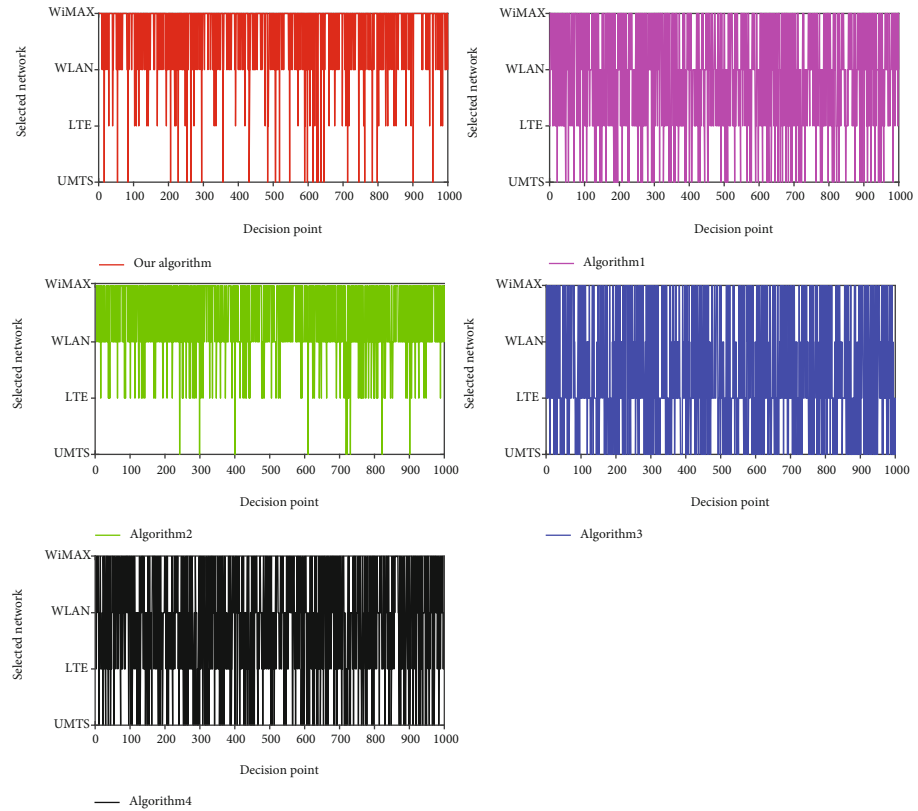 WiMAX
WLAN
LTE
UMTS
Selected network
0 100 200 300 400 500 600 700 800 900 1000
Decision point
Our algorithm
WiMAX
WLAN
LTE
UMTS
Selected network
0 100 200 300 400 500 600 700 800 900 1000
Decision point
Algorithm1
WiMAX
WLAN
LTE
UMTS
Selected network
0 100 200 300 400 500 600 700 800 900 1000
Decision point
Algorithm2
WiMAX
WLAN
LTE
UMTS
Selected network
0 100 200 300 400 500 600 700 800 900 1000
Decision point
Algorithm3
WiMAX
WLAN
LTE
UMTS
Selected network
0 100 200 300 400 500 600 700 800 900 1000
Decision point
Algorithm4